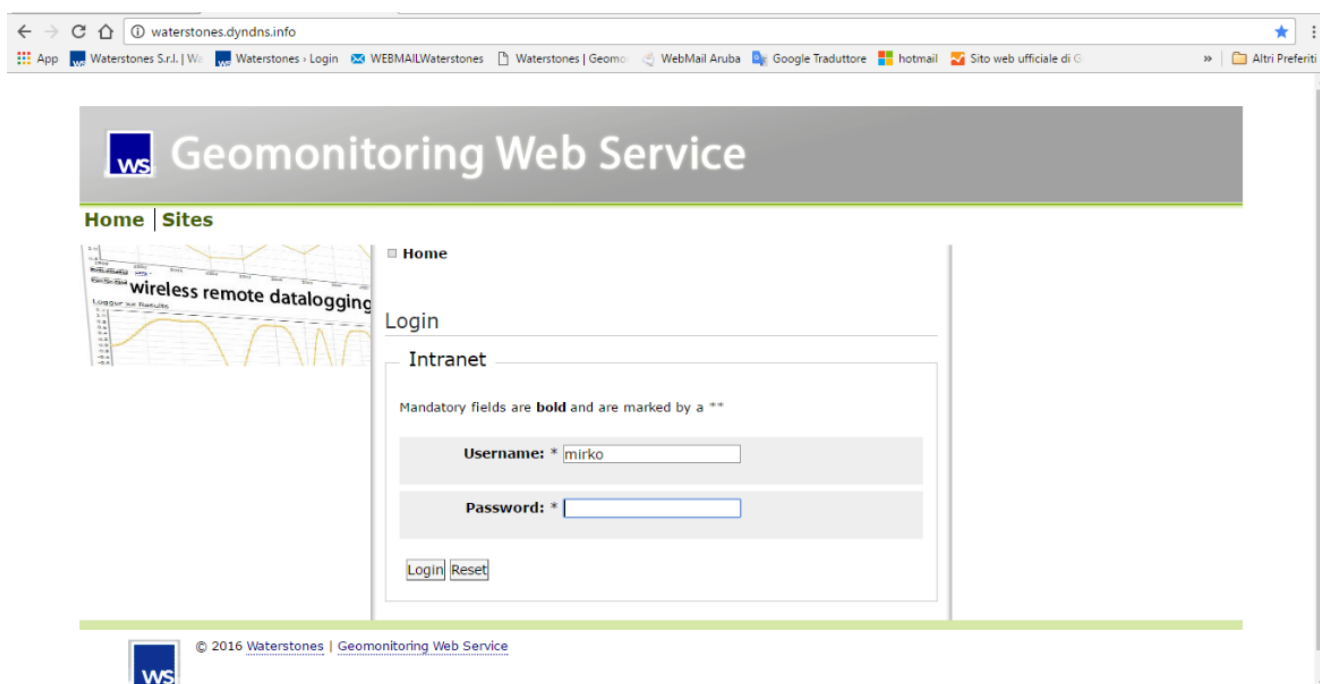 waterstones.dyndns.info
App Waterstones S.r.l. | Wa Waterstones › Login WEBMAILWaterstones Waterstones | Geomo WebMail Aruba Google Traduttore hotmail Sito web ufficiale di G » Altri Preferiti
ws Geomonitoring Web Service
Home | Sites
Home
wireless remote datalogging
Login
Intranet
Mandatory fields are bold and are marked by a **
Username: * mirko
Password: *
Login Reset
© 2016 Waterstones | Geomonitoring Web Service
ws